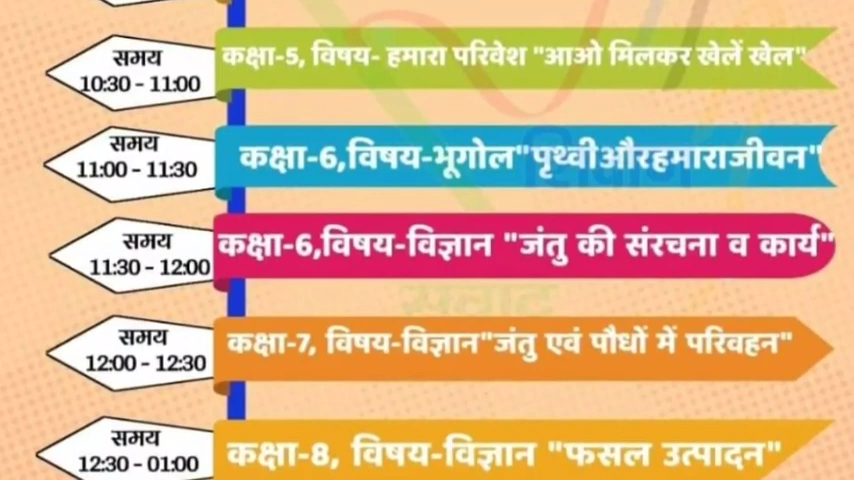 समय
10:30 - 11:00
कक्षा-5, विषय- हमारा परिवेश "आओ मिलकर खेलें खेल"
समय
11:00 - 11:30
कक्षा-6,विषय-भूगोल"पृथ्वीऔरहमाराजीवन"
समय
11:30 - 12:00
कक्षा-6,विषय-विज्ञान "जंतु की संरचना व कार्य"
समय
12:00 - 12:30
कक्षा-7, विषय-विज्ञान"जंतु एवं पौधों में परिवहन"
समय
12:30 - 01:00
कक्षा-8, विषय-विज्ञान "फसल उत्पादन"